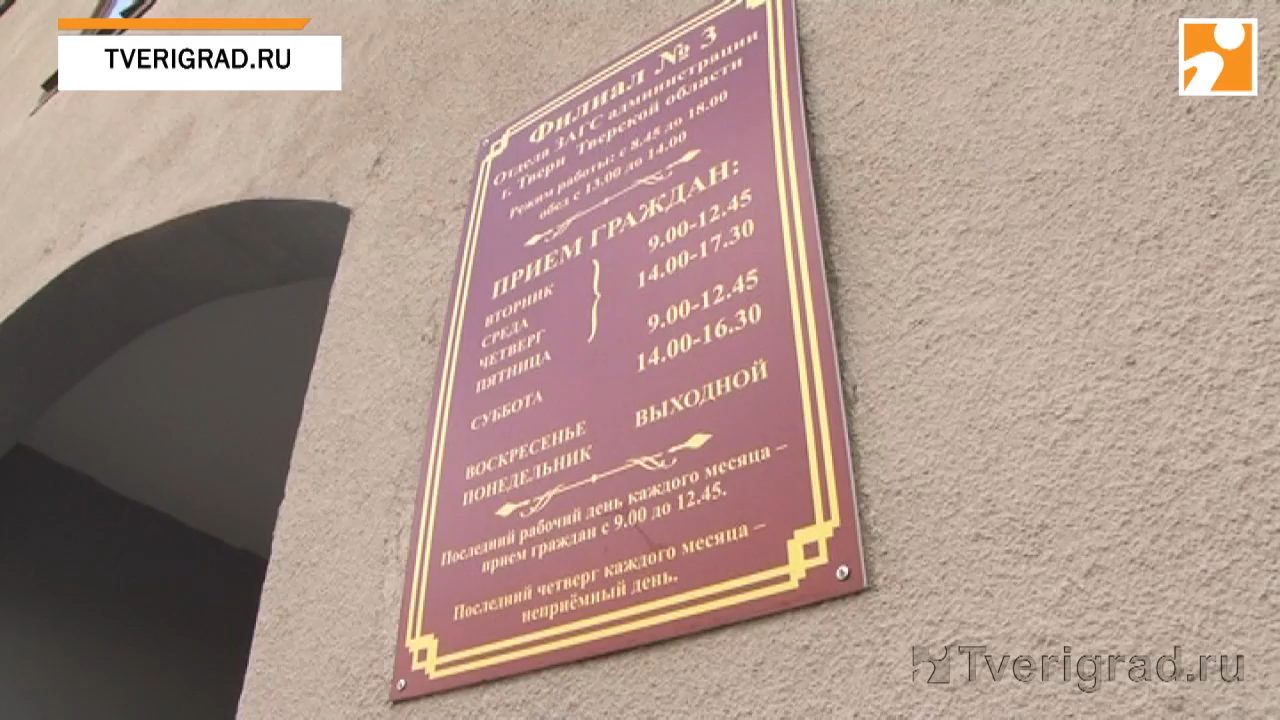 TVERIGRAD.RU
Филиал № 3
Отдела ЗАГС администрации
г. Твери Тверской области
Режим работы: с 8.45 до 18.00
обед с 13.00 до 14.00
ПРИЕМ ГРАЖДАН:
ВТОРНИК 9.00-12.45
СРЕДА 14.00-17.30
ЧЕТВЕРГ
ПЯТНИЦА
СУББОТА 9.00-12.45
14.00-16.30
ВОСКРЕСЕНЬЕ ВЫХОДНОЙ
ПОНЕДЕЛЬНИК
Последний рабочий день каждого месяца –
прием граждан с 9.00 до 12.45.
Последний четверг каждого месяца –
неприёмный день.
Tverigrad.ru